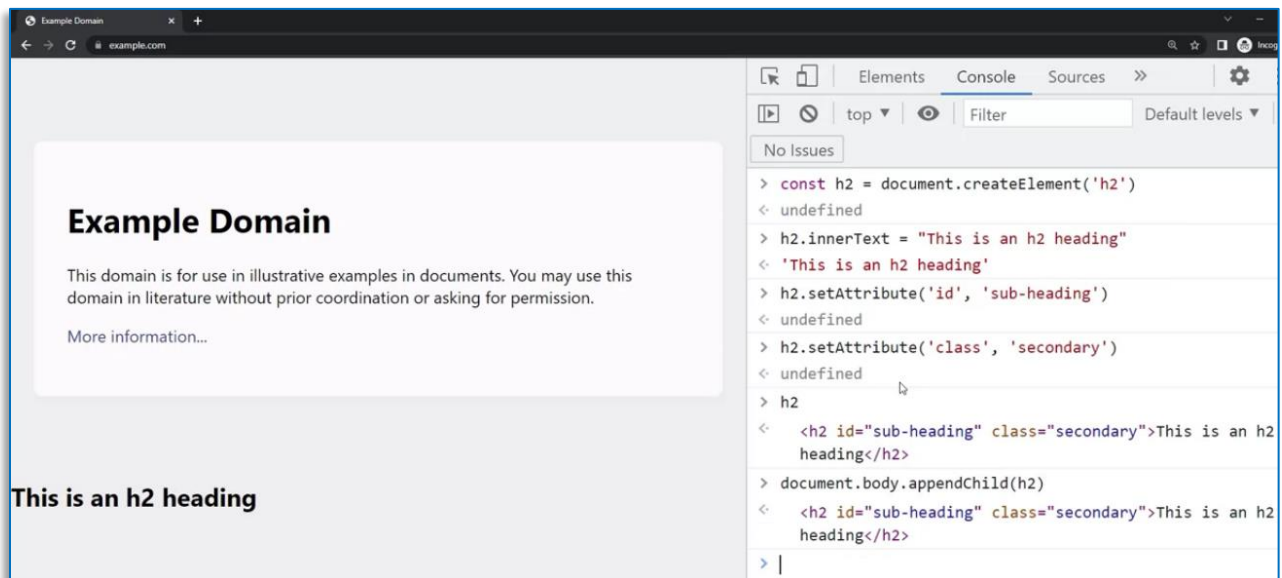 Example Domain
example.com
Incog
Example Domain
This domain is for use in illustrative examples in documents. You may use this
domain in literature without prior coordination or asking for permission.
More information...
This is an h2 heading
Elements Console Sources »
top ▼ Filter Default levels ▼
No Issues
> const h2 = document.createElement('h2')
<· undefined
> h2.innerText = "This is an h2 heading"
<· 'This is an h2 heading'
> h2.setAttribute('id', 'sub-heading')
<· undefined
> h2.setAttribute('class', 'secondary')
<· undefined
> h2
<· <h2 id="sub-heading" class="secondary">This is an h2
heading</h2>
> document.body.appendChild(h2)
<· <h2 id="sub-heading" class="secondary">This is an h2
heading</h2>
>